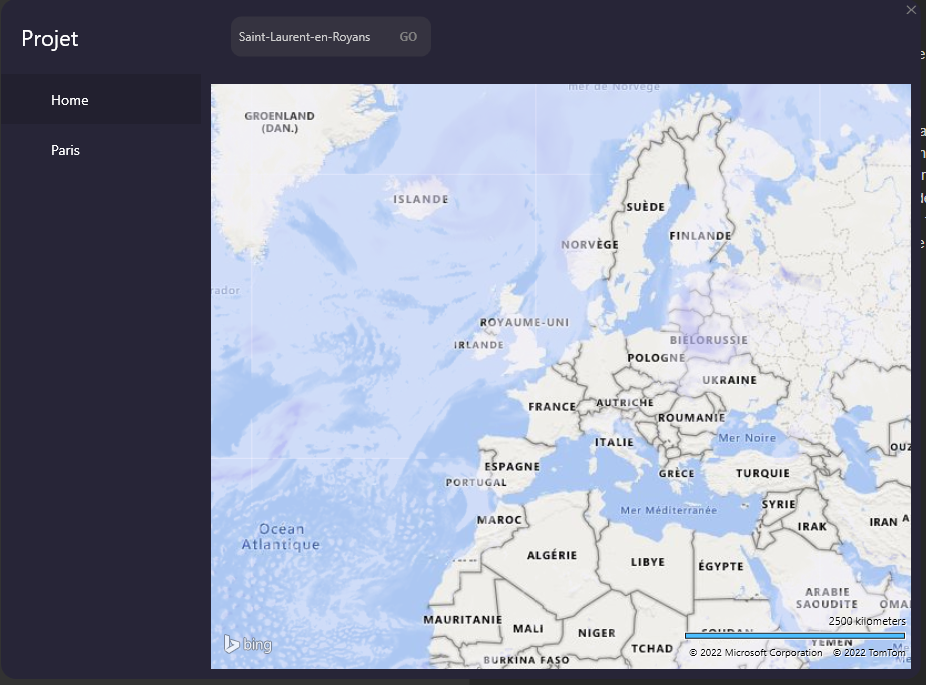 Projet
Saint-Laurent-en-Royans GO
Home
Paris
mer de Norvège
GROENLAND
(DAN.)
ISLANDE
SUÈDE
FINLANDE
NORVÈGE
rador
ROYAUME-UNI
IRLANDE
BIÉLORUSSIE
POLOGNE
UKRAINE
FRANCE
AUTRICHE
ROUMANIE
ITALIE
Mer Noire
OUZ
ESPAGNE
GRÈCE
TURQUIE
PORTUGAL
SYRIE
Mer Méditerranée
MAROC
IRAK
IRAN
A
Ocean
Atlantique
ALGÉRIE
LIBYE
ÉGYPTE
ARABIE
SAOUDITE
OMA
MAURITANIE
MALI
NIGER
SOUDAN
2500 kilometers
bing
TCHAD
YÉMEN
BURKINA FASO
© 2022 Microsoft Corporation © 2022 TomTom